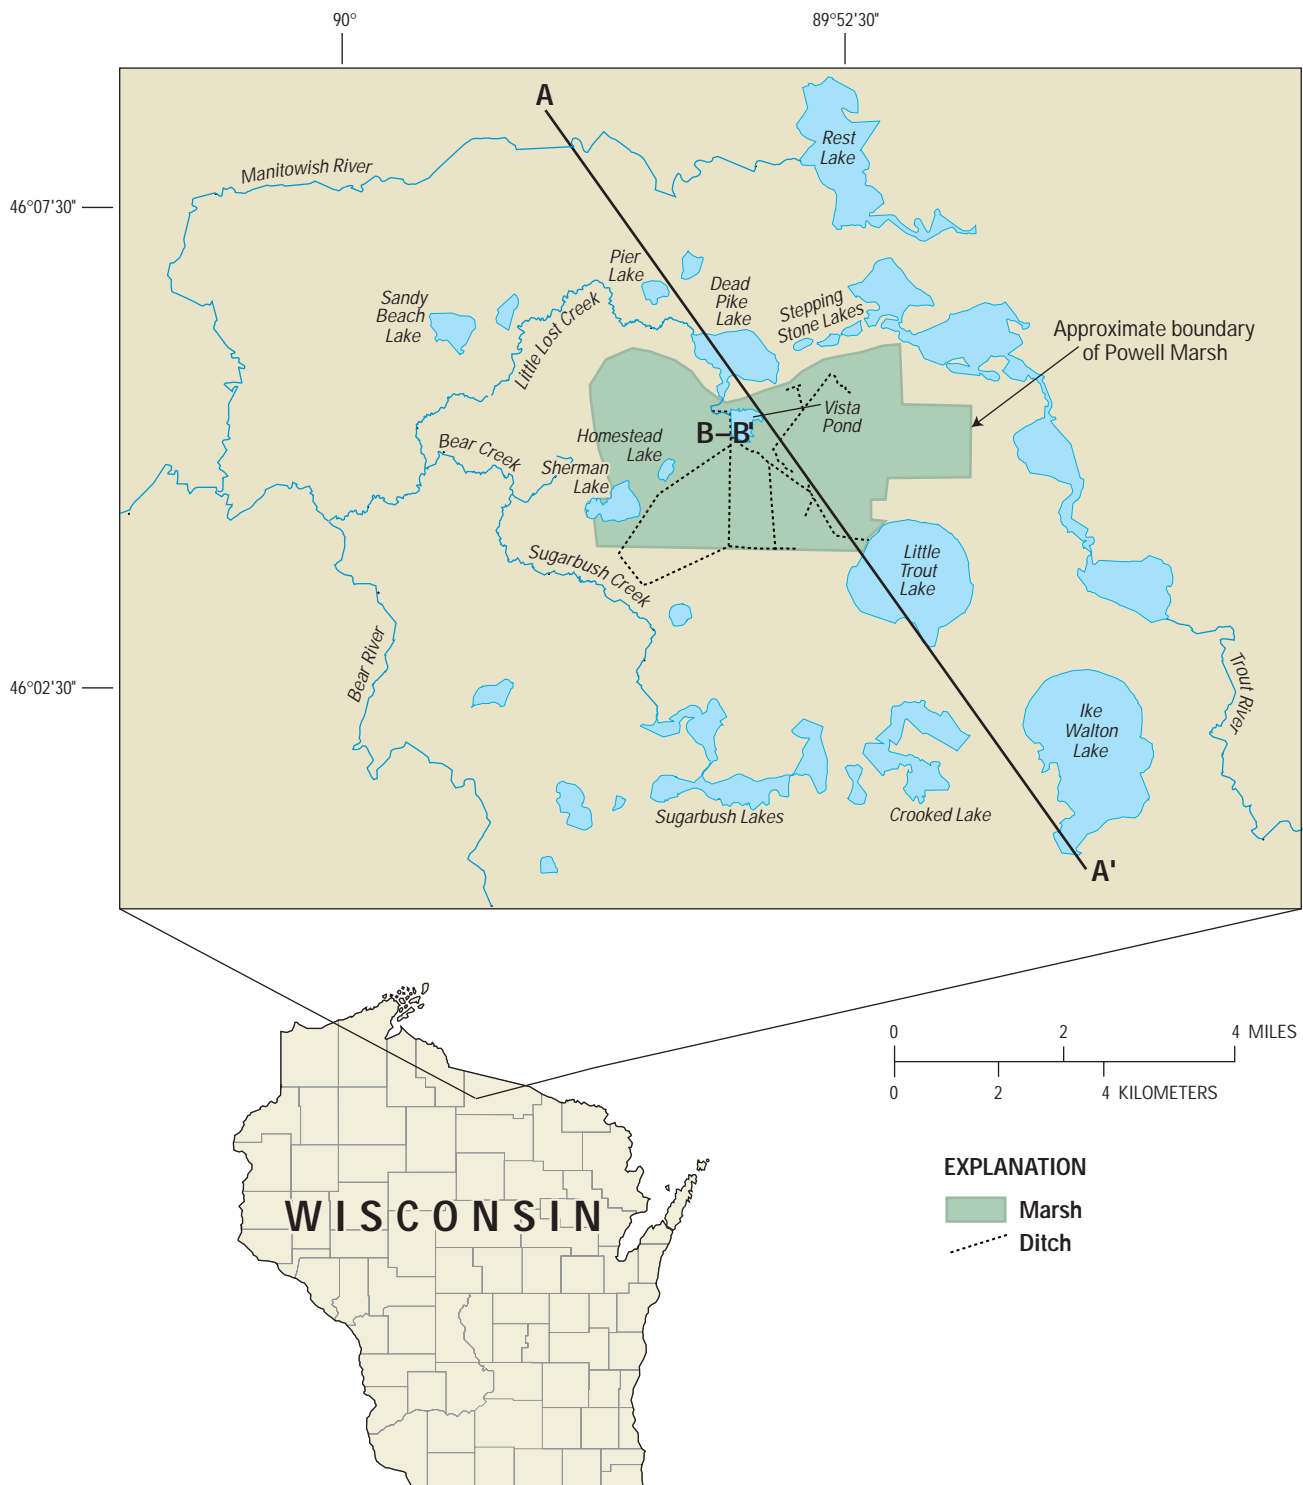 90°
89°52'30"
A
Rest
Lake
Manitowish River
46°07'30"
Pier
Lake
Dead
Pike
Lake
Sandy
Beach
Lake
Little Lost Creek
Stepping
Stone Lakes
Approximate boundary
of Powell Marsh
Vista
Pond
B–B'
Homestead
Lake
Bear Creek
Sherman
Lake
Sugarbush Creek
Little
Trout
Lake
Bear River
46°02'30"
Trout River
Ike
Walton
Lake
Sugarbush Lakes
Crooked Lake
A'
0 2 4 MILES
0 2 4 KILOMETERS
EXPLANATION
Marsh
Ditch
WISCONSIN